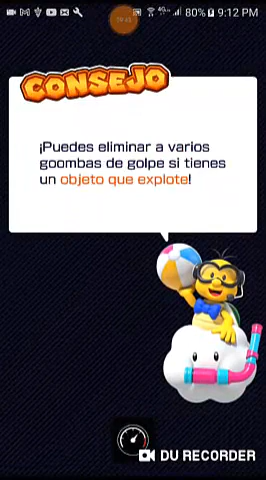 80% 9:12 PM
CONSEJO
¡Puedes eliminar a varios
goombas de golpe si tienes
un objeto que explote!
DU RECORDER